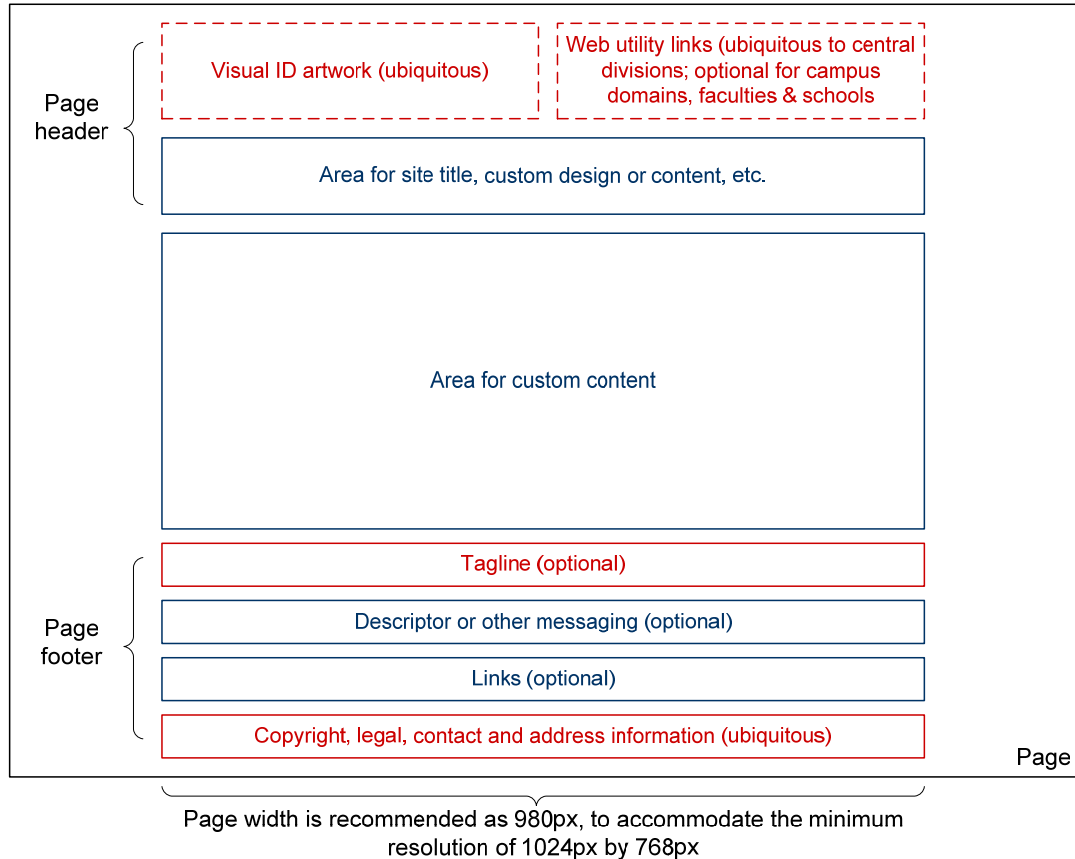 Visual ID artwork (ubiquitous)
Web utility links (ubiquitous to central
divisions; optional for campus
domains, faculties & schools
Page
header
Area for site title, custom design or content, etc.
Area for custom content
Tagline (optional)
Descriptor or other messaging (optional)
Page
footer
Links (optional)
Copyright, legal, contact and address information (ubiquitous)
Page
Page width is recommended as 980px, to accommodate the minimum
resolution of 1024px by 768px